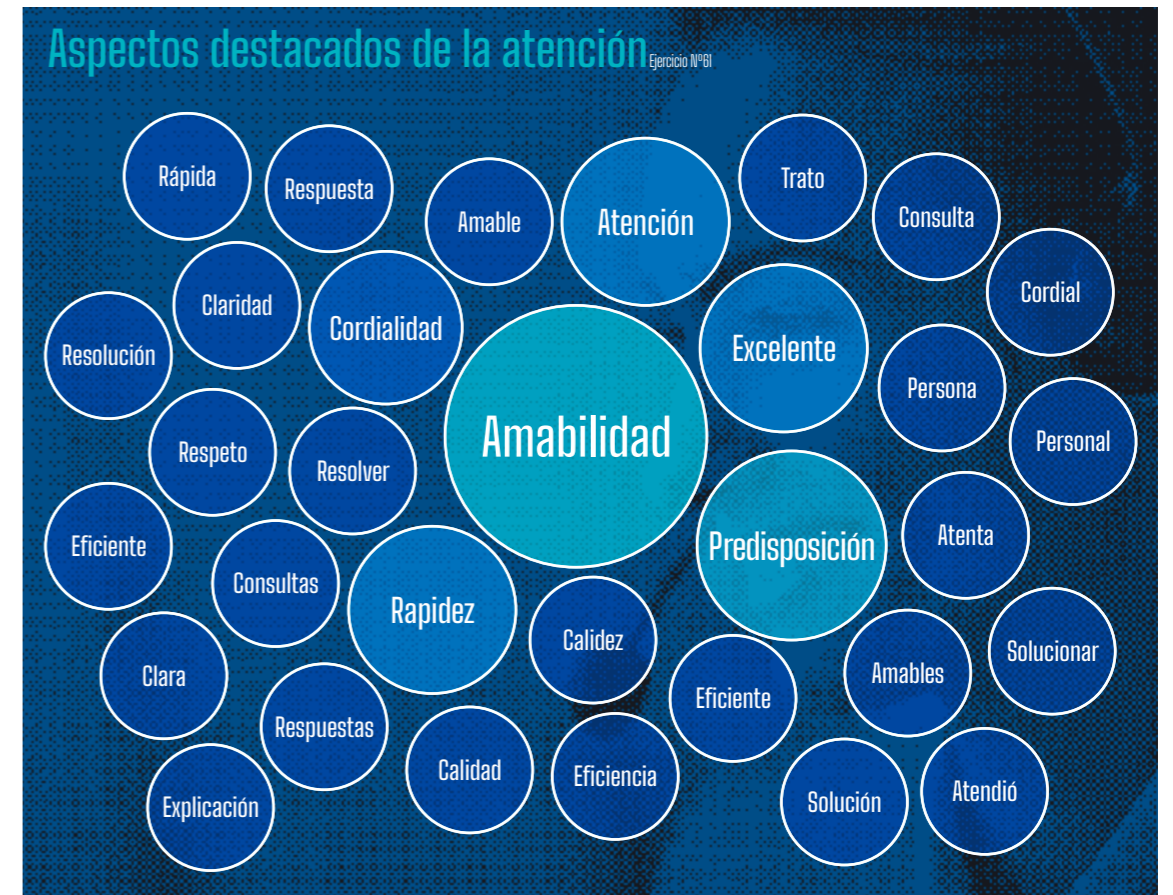 Aspectos destacados de la atención Ejercicio Nº61
Rápida
Respuesta
Amable
Atención
Trato
Consulta
Cordial
Claridad
Cordialidad
Resolución
Excelente
Persona
Personal
Amabilidad
Respeto
Resolver
Eficiente
Predisposición
Atenta
Consultas
Rapidez
Calidez
Clara
Eficiente
Amables
Solucionar
Respuestas
Calidad
Eficiencia
Solución
Atendió
Explicación